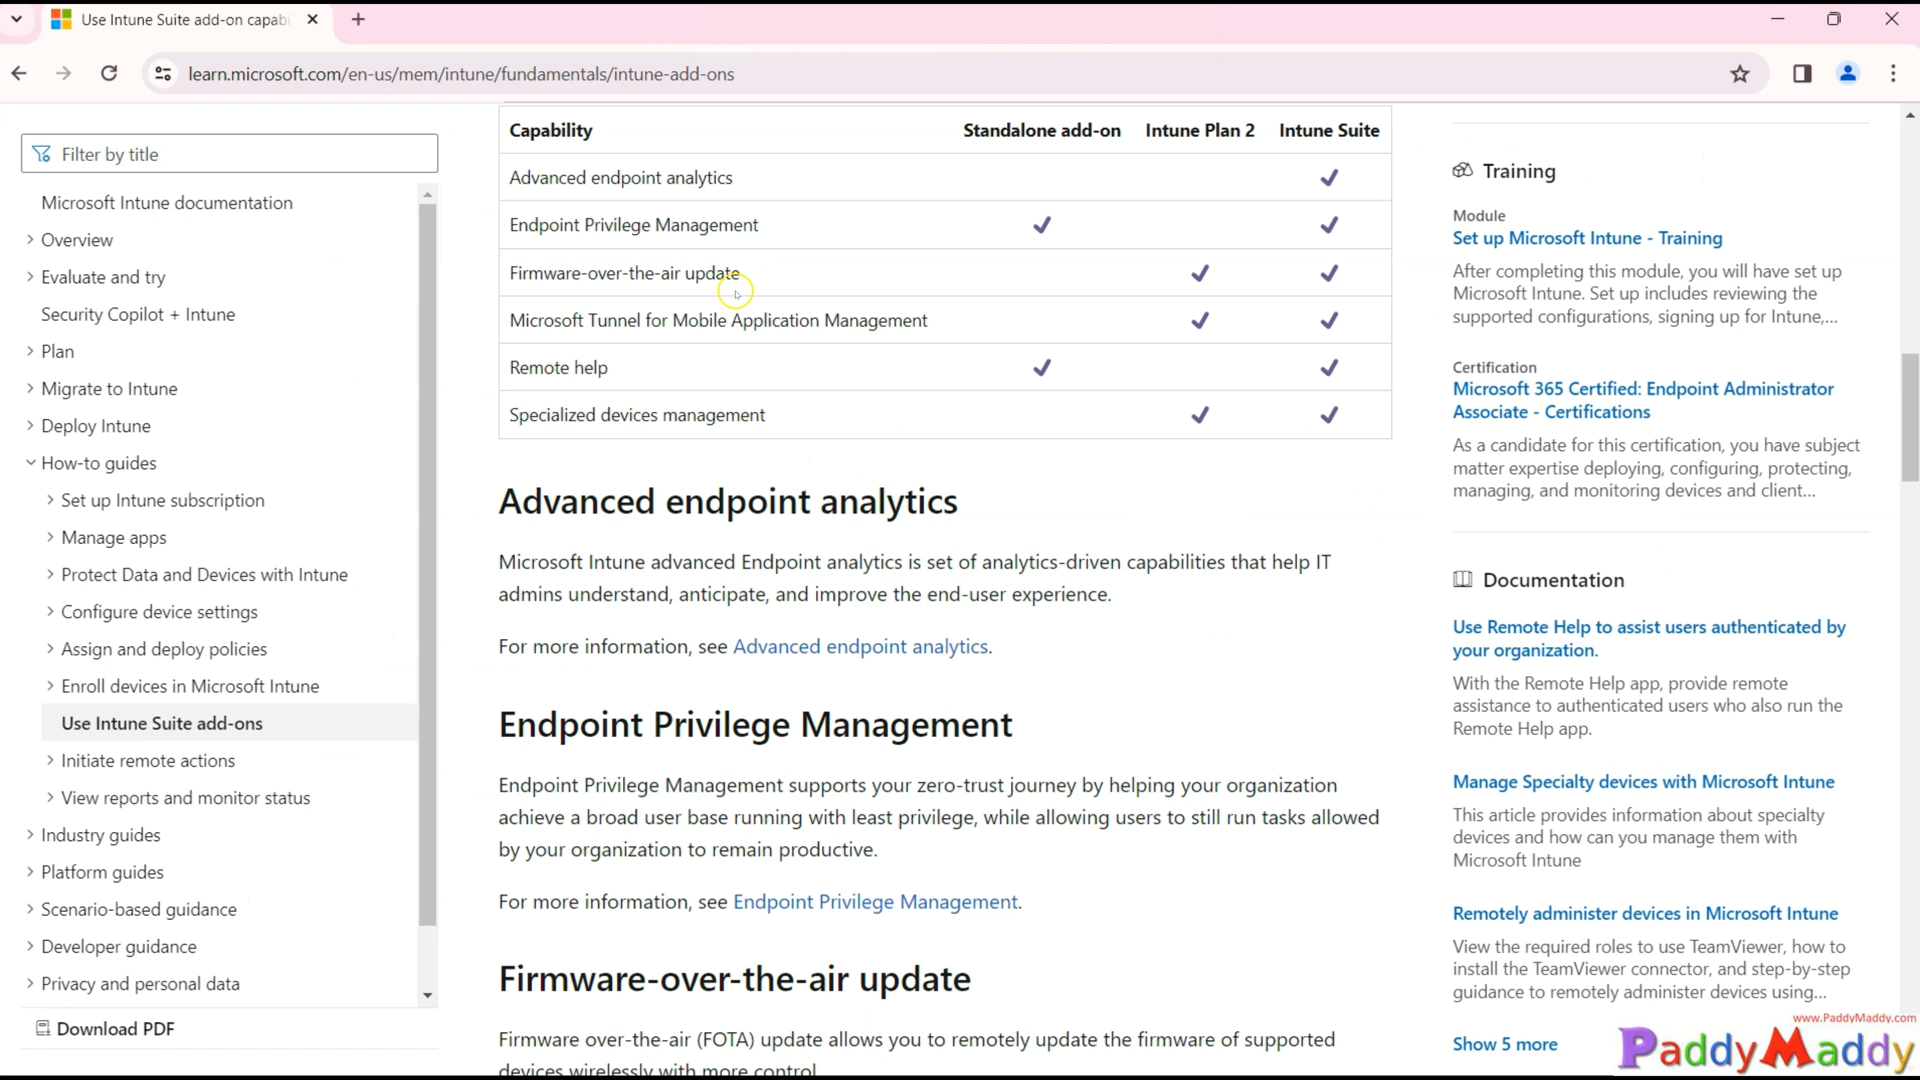 Use Intune Suite add-on capabi
learn.microsoft.com/en-us/mem/intune/fundamentals/intune-add-ons
Filter by title
Microsoft Intune documentation
Overview
Evaluate and try
Security Copilot + Intune
Plan
Migrate to Intune
Deploy Intune
How-to guides
Set up Intune subscription
Manage apps
Protect Data and Devices with Intune
Configure device settings
Assign and deploy policies
Enroll devices in Microsoft Intune
Use Intune Suite add-ons
Initiate remote actions
View reports and monitor status
Industry guides
Platform guides
Scenario-based guidance
Developer guidance
Privacy and personal data
Download PDF
Capability Standalone add-on Intune Plan 2 Intune Suite
Advanced endpoint analytics
Endpoint Privilege Management
Firmware-over-the-air update
Microsoft Tunnel for Mobile Application Management
Remote help
Specialized devices management
Advanced endpoint analytics
Microsoft Intune advanced Endpoint analytics is set of analytics-driven capabilities that help IT
admins understand, anticipate, and improve the end-user experience.
For more information, see Advanced endpoint analytics.
Endpoint Privilege Management
Endpoint Privilege Management supports your zero-trust journey by helping your organization
achieve a broad user base running with least privilege, while allowing users to still run tasks allowed
by your organization to remain productive.
For more information, see Endpoint Privilege Management.
Firmware-over-the-air update
Firmware over-the-air (FOTA) update allows you to remotely update the firmware of supported
devices wirelessly with more control
Training
Module
Set up Microsoft Intune - Training
After completing this module, you will have set up
Microsoft Intune. Set up includes reviewing the
supported configurations, signing up for Intune,...
Certification
Microsoft 365 Certified: Endpoint Administrator
Associate - Certifications
As a candidate for this certification, you have subject
matter expertise deploying, configuring, protecting,
managing, and monitoring devices and client...
Documentation
Use Remote Help to assist users authenticated by
your organization.
With the Remote Help app, provide remote
assistance to authenticated users who also run the
Remote Help app.
Manage Specialty devices with Microsoft Intune
This article provides information about specialty
devices and how can you manage them with
Microsoft Intune
Remotely administer devices in Microsoft Intune
View the required roles to use TeamViewer, how to
install the TeamViewer connector, and step-by-step
guidance to remotely administer devices using...
Show 5 more
www.PaddyMaddy.com
PaddyMaddy